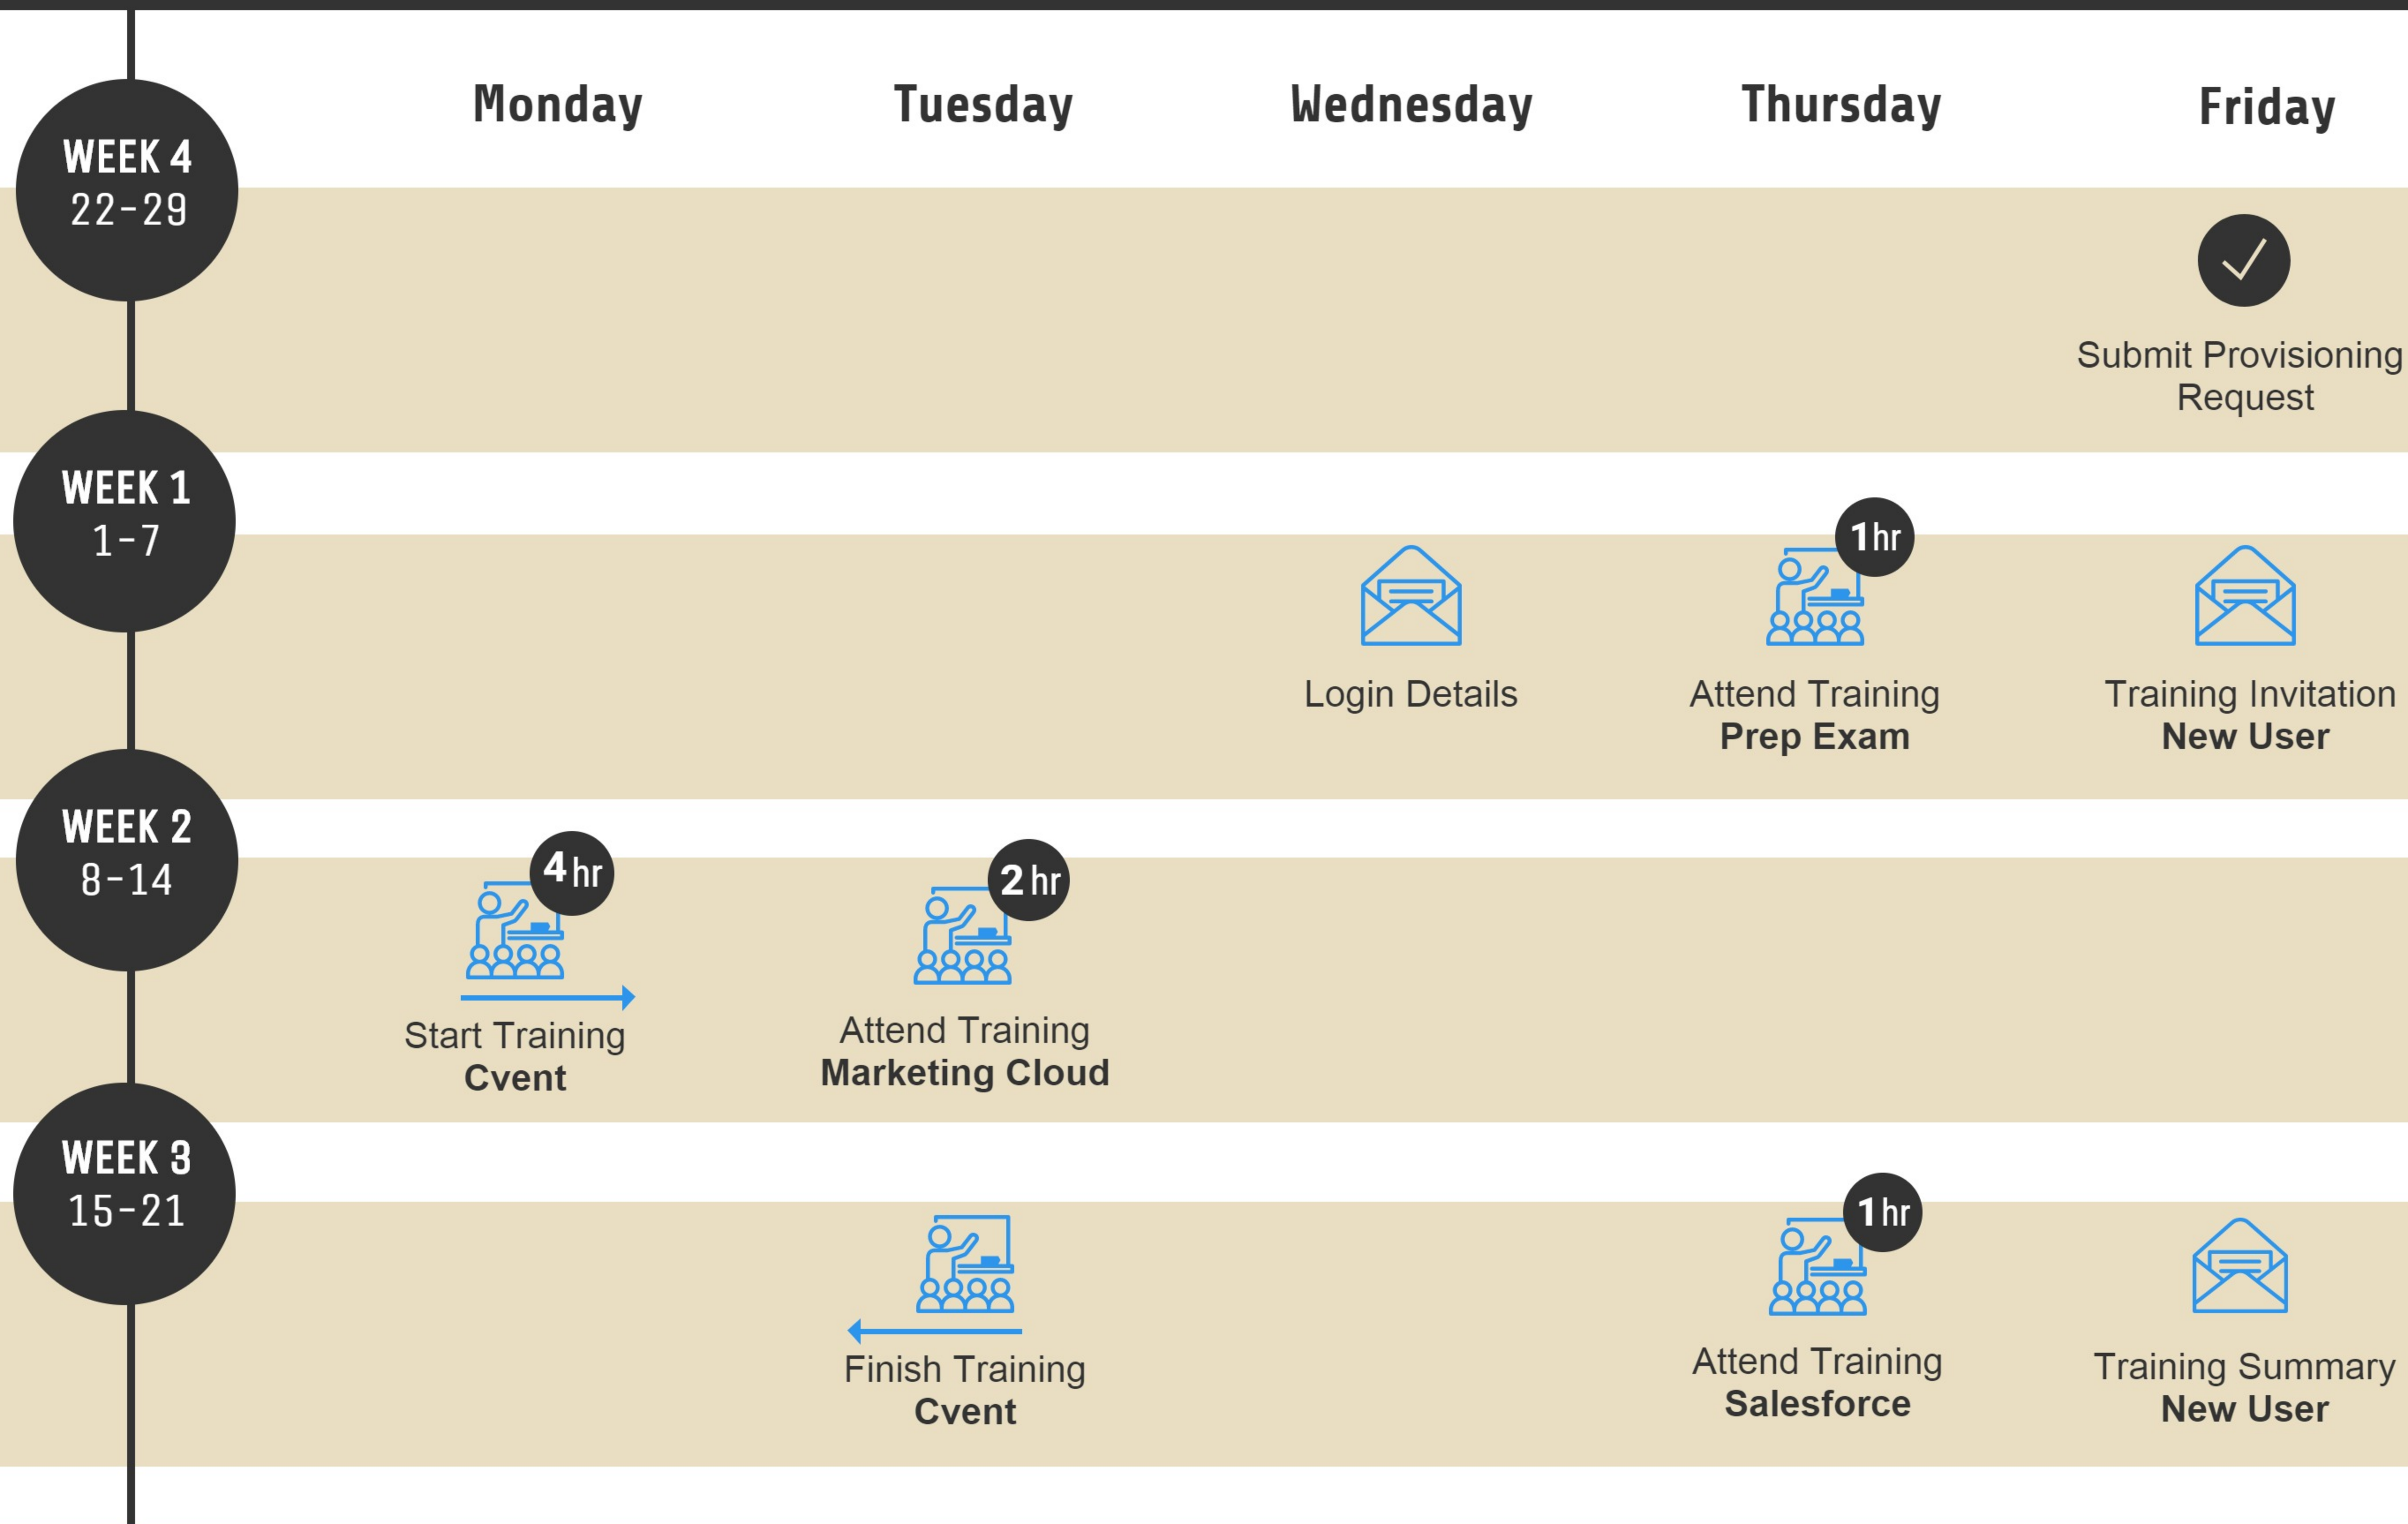 Monday Tuesday Wednesday Thursday Friday
WEEK 4
22-29
Submit Provisioning
Request
WEEK 1
1-7
1hr
Login Details
Attend Training
Prep Exam
Training Invitation
New User
WEEK 2
8-14
4hr
2hr
Start Training
Cvent
Attend Training
Marketing Cloud
WEEK 3
15-21
1hr
Finish Training
Cvent
Attend Training
Salesforce
Training Summary
New User